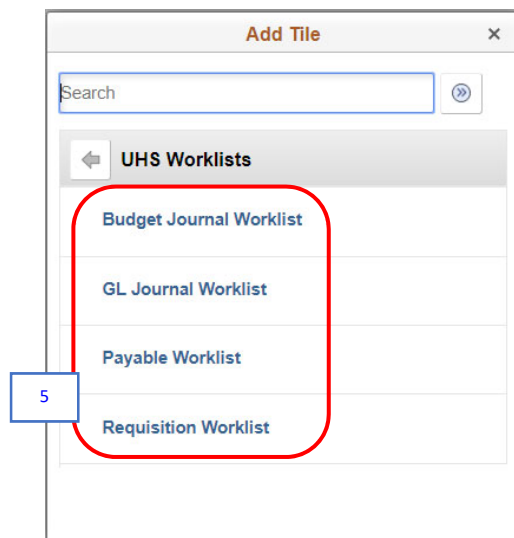 Add Tile
Search
UHS Worklists
Budget Journal Worklist
GL Journal Worklist
Payable Worklist
5
Requisition Worklist